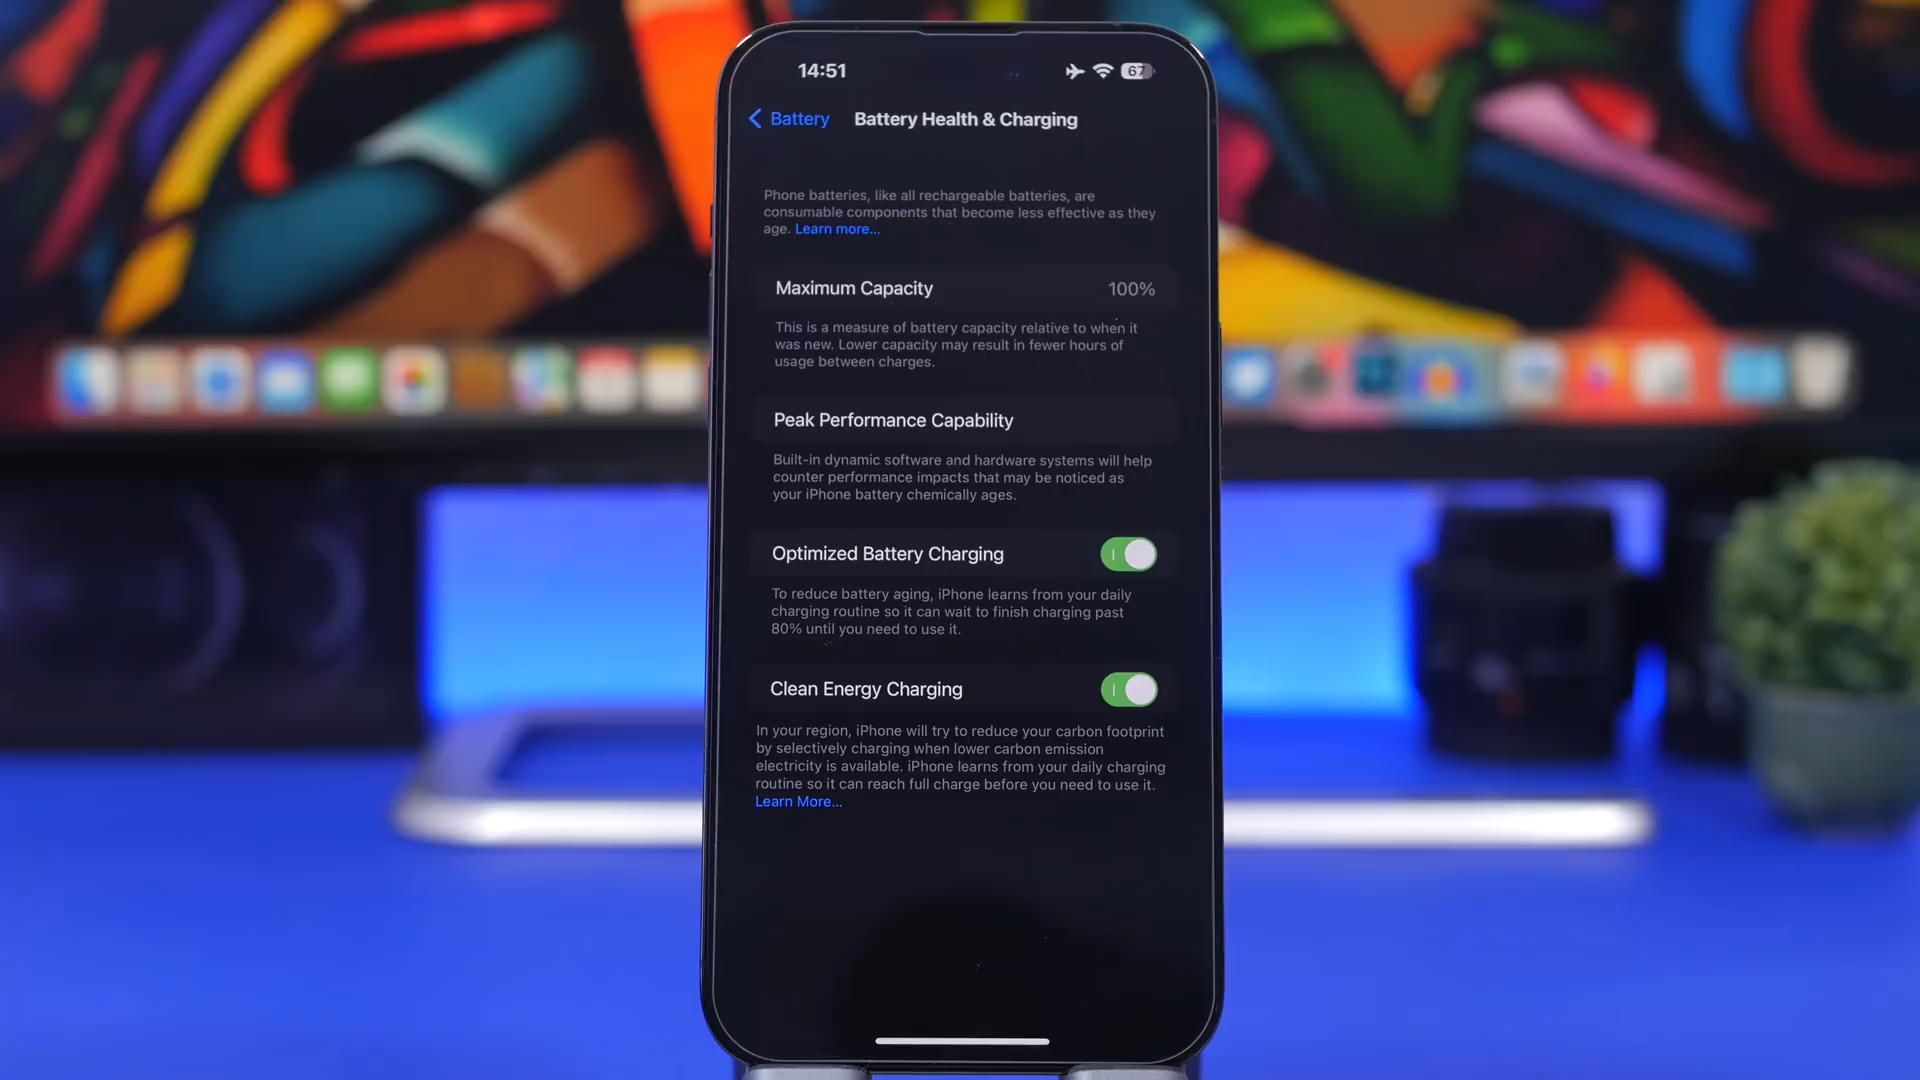 14:51
67
Battery
Battery Health & Charging
Phone batteries, like all rechargeable batteries, are
consumable components that become less effective as they
age. Learn more...
Maximum Capacity 100%
This is a measure of battery capacity relative to when it
was new. Lower capacity may result in fewer hours of
usage between charges.
Peak Performance Capability
Built-in dynamic software and hardware systems will help
counter performance impacts that may be noticed as
your iPhone battery chemically ages.
Optimized Battery Charging
To reduce battery aging, iPhone learns from your daily
charging routine so it can wait to finish charging past
80% until you need to use it.
Clean Energy Charging
In your region, iPhone will try to reduce your carbon footprint
by selectively charging when lower carbon emission
electricity is available. iPhone learns from your daily charging
routine so it can reach full charge before you need to use it.
Learn More...